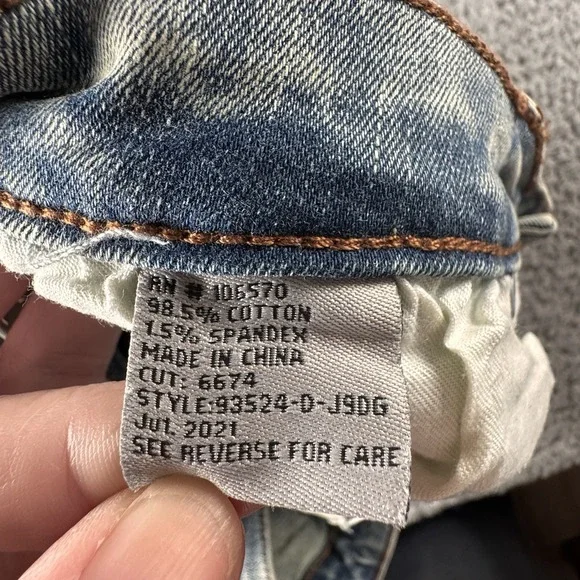 RN # 106570
98.5% COTTON
1.5% SPANDEX
MADE IN CHINA
CUT: 6674
STYLE:93524-D-J9DG
Jul 2021
SEE REVERSE FOR CARE